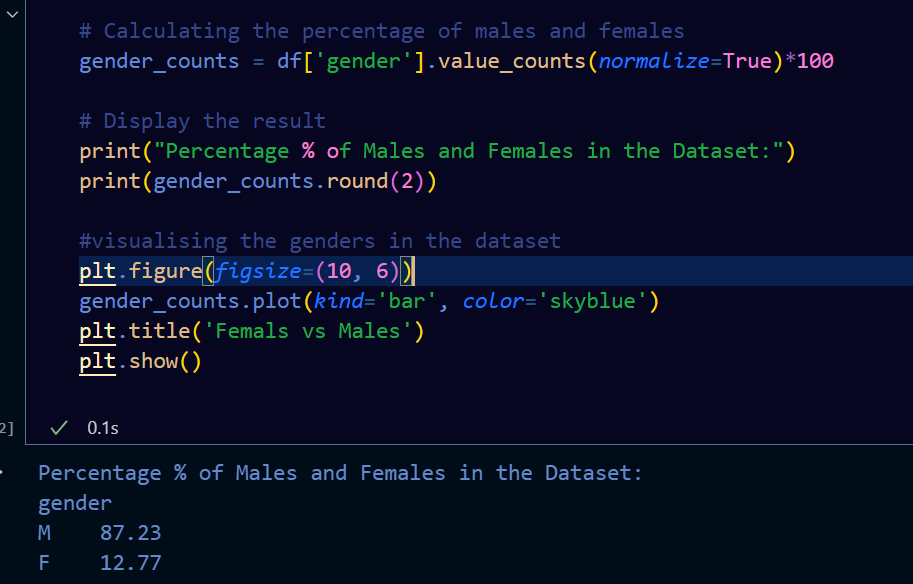 # Calculating the percentage of males and females
gender_counts = df['gender'].value_counts(normalize=True)*100
# Display the result
print("Percentage % of Males and Females in the Dataset:")
print(gender_counts.round(2))
#visualising the genders in the dataset
plt.figure(figsize=(10, 6))
gender_counts.plot(kind='bar', color='skyblue')
plt.title('Femals vs Males')
plt.show()
2] ✓ 0.1s
Percentage % of Males and Females in the Dataset:
gender
M    87.23
F    12.77